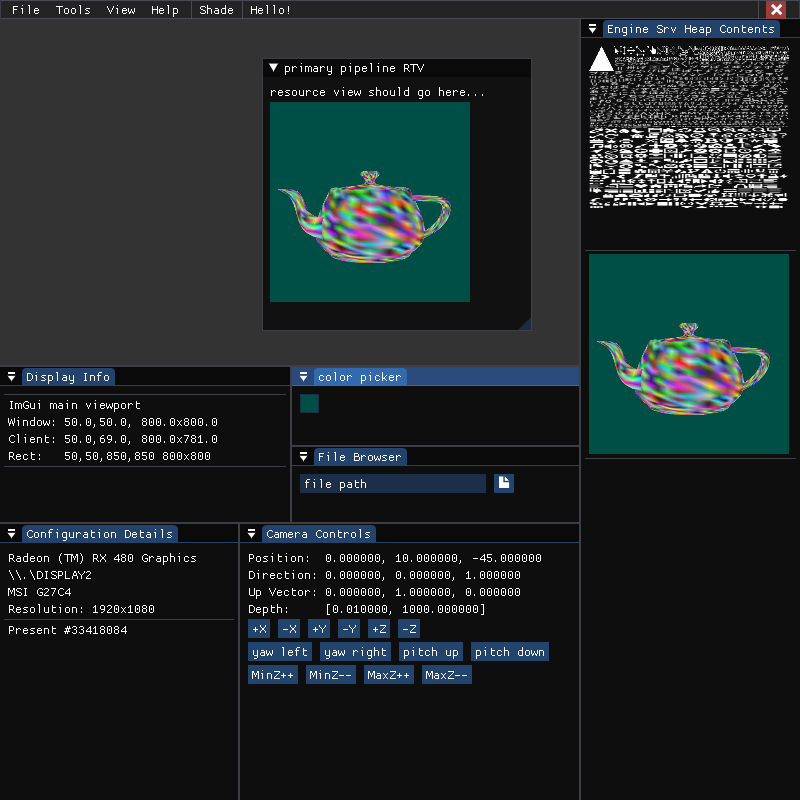 File Tools View Help Shade Hello!
Engine Srv Heap Contents
primary pipeline RTV
resource view should go here...
Display Info
ImGui main viewport
Window: 50.0,50.0, 800.0x800.0
Client: 50.0,69.0, 800.0x781.0
Rect: 50,50,850,850 800x800
color picker
File Browser
file path
Configuration Details
Radeon (TM) RX 480 Graphics
\\.\DISPLAY2
MSI G27C4
Resolution: 1920x1080
Present #33418084
Camera Controls
Position: 0.000000, 10.000000, -45.000000
Direction: 0.000000, 0.000000, 1.000000
Up Vector: 0.000000, 1.000000, 0.000000
Depth: [0.010000, 1000.000000]
+X -X +Y -Y +Z -Z
yaw left yaw right pitch up pitch down
MinZ++ MinZ-- MaxZ++ MaxZ--